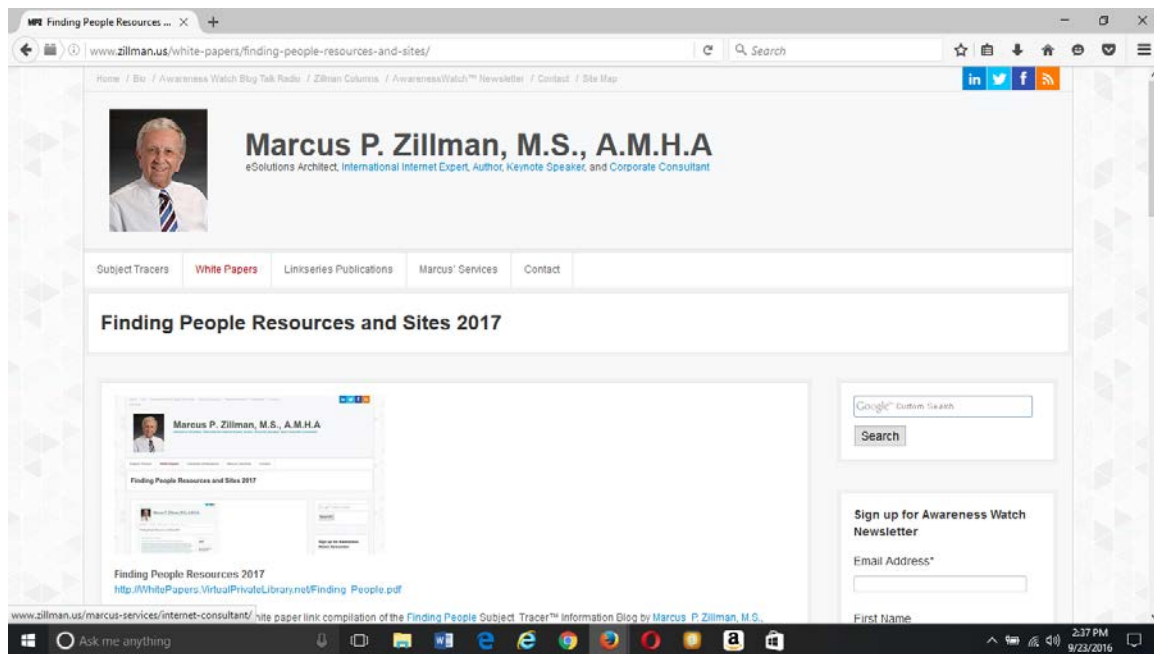 Finding People Resources ...
www.zillman.us/white-papers/finding-people-resources-and-sites/
Search
Home / Bio / Awareness Watch Blog Talk Radio / Zillman Columns / AwarenessWatch™ Newsletter / Contact / Site Map
Marcus P. Zillman, M.S., A.M.H.A
eSolutions Architect, International Internet Expert, Author, Keynote Speaker, and Corporate Consultant
Subject Tracers White Papers Linkseries Publications Marcus' Services Contact
Finding People Resources and Sites 2017
Marcus P. Zillman, M.S., A.M.H.A
Finding People Resources and Sites 2017
Google™ Custom Search
Search
Sign up for Awareness Watch
Newsletter
Email Address*
First Name
Finding People Resources 2017
http://WhitePapers.VirtualPrivateLibrary.net/Finding People.pdf
www.zillman.us/marcus-services/internet-consultant/ hite paper link compilation of the Finding People Subject Tracer™ Information Blog by Marcus P. Zillman, M.S.,
Ask me anything
2:37 PM
9/23/2016